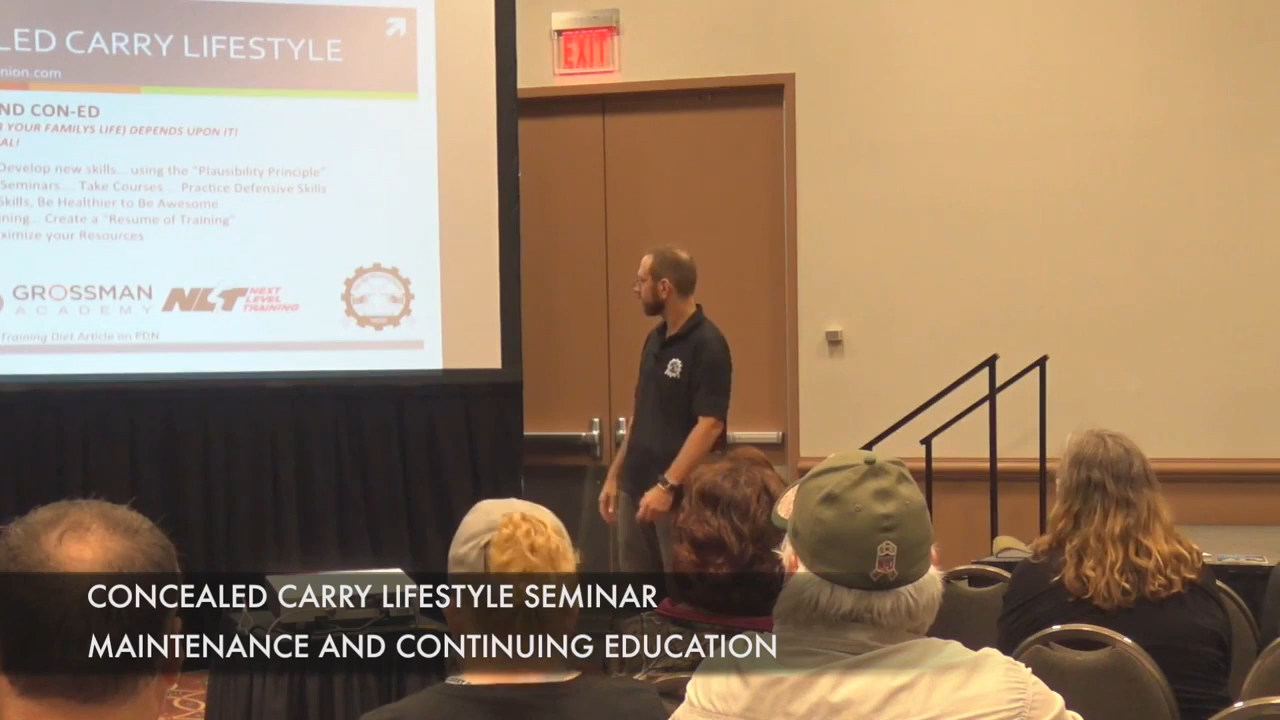 LED CARRY LIFESTYLE
nion.com
ND CON-ED
YOUR FAMILYS LIFE) DEPENDS UPON IT!
AL!
Develop new skills... using the "Plausibility Principle"
Seminars.... Take Courses.... Practice Defensive Skills
Skills, Be Healthier to Be Awesome
ning... Create a "Resume of Training"
ximize your Resources
GROSSMAN
ACADEMY
NLT NEXT
LEVEL
TRAINING
Training Diet Article on PDN
EXIT
CONCEALED CARRY LIFESTYLE SEMINAR
MAINTENANCE AND CONTINUING EDUCATION